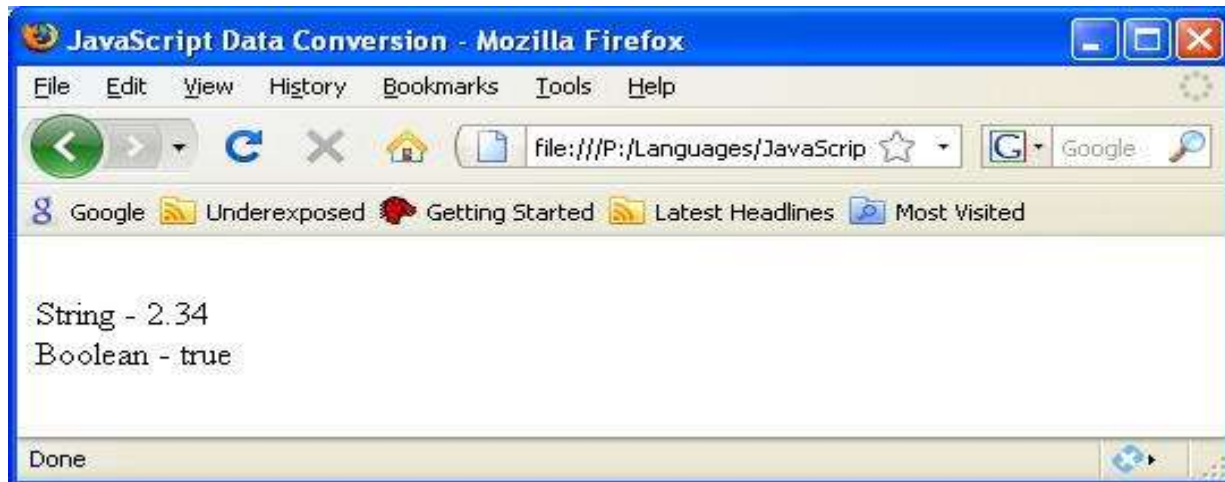 JavaScript Data Conversion - Mozilla Firefox
File Edit View History Bookmarks Tools Help
file:///P:/Languages/JavaScrip G Google
g Google Underexposed Getting Started Latest Headlines Most Visited
String - 2.34
Boolean - true
Done